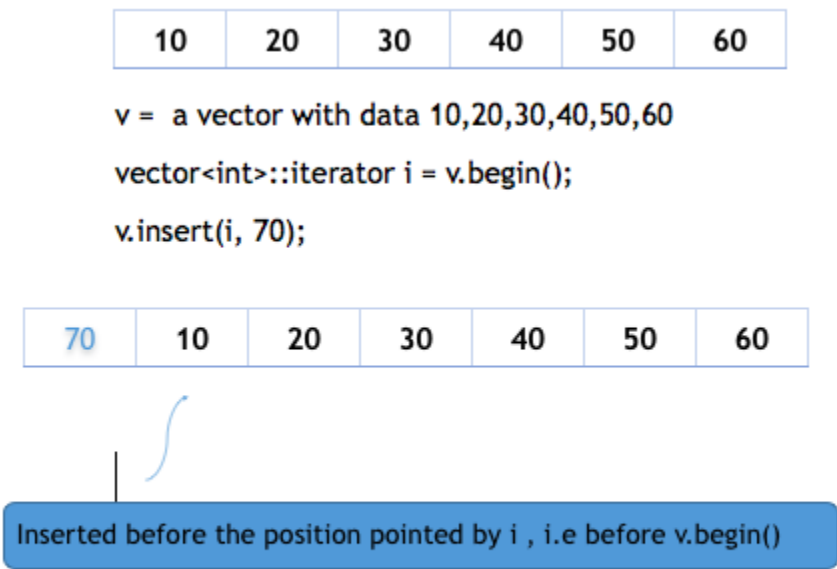 10 20 30 40 50 60
v = a vector with data 10,20,30,40,50,60
vector<int>::iterator i = v.begin();
v.insert(i, 70);
70 10 20 30 40 50 60
Inserted before the position pointed by i , i.e before v.begin()